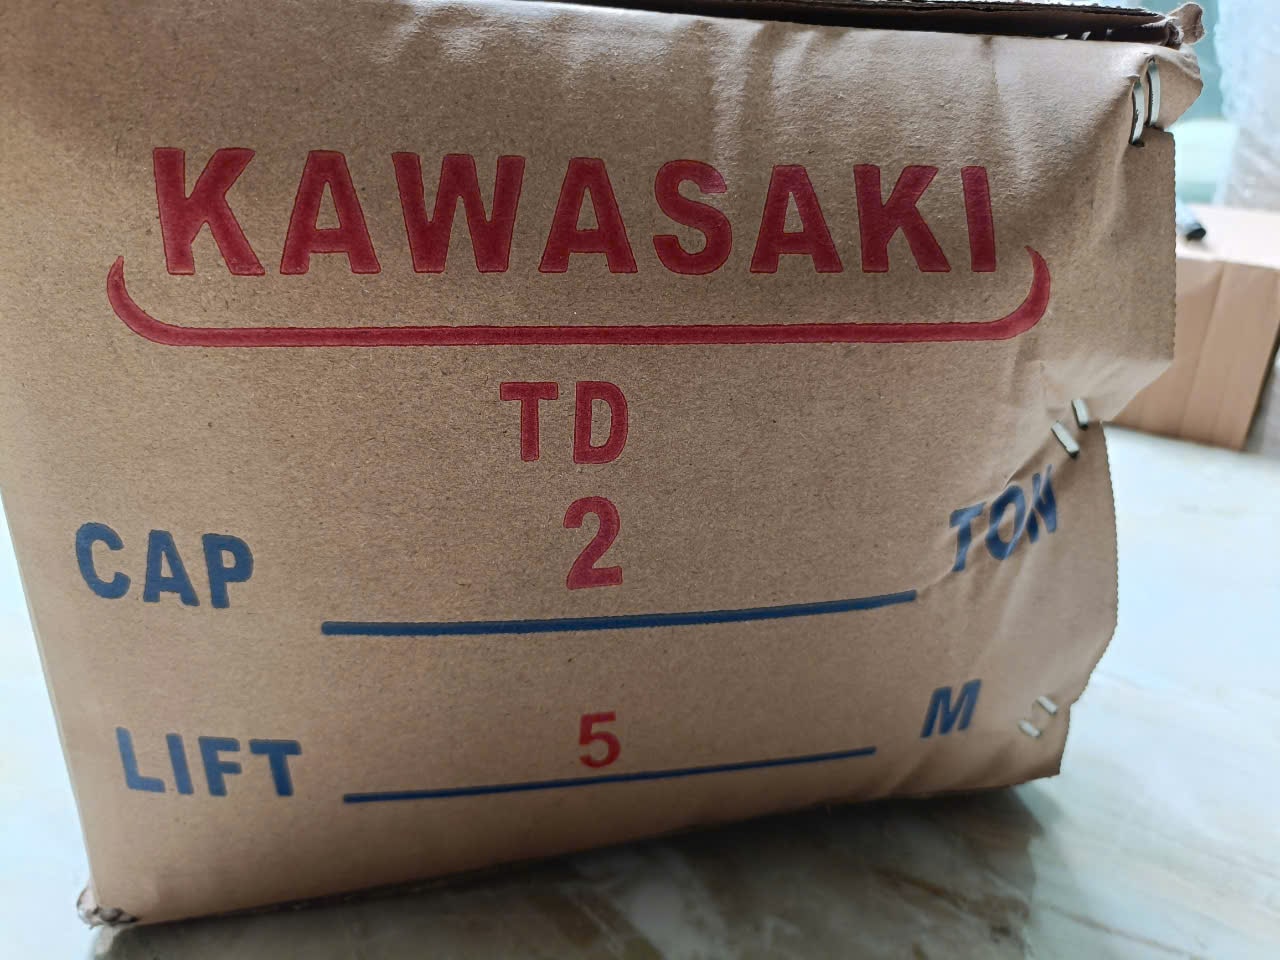 KAWASAKI
TD
CAP 2 TON
LIFT 5 M